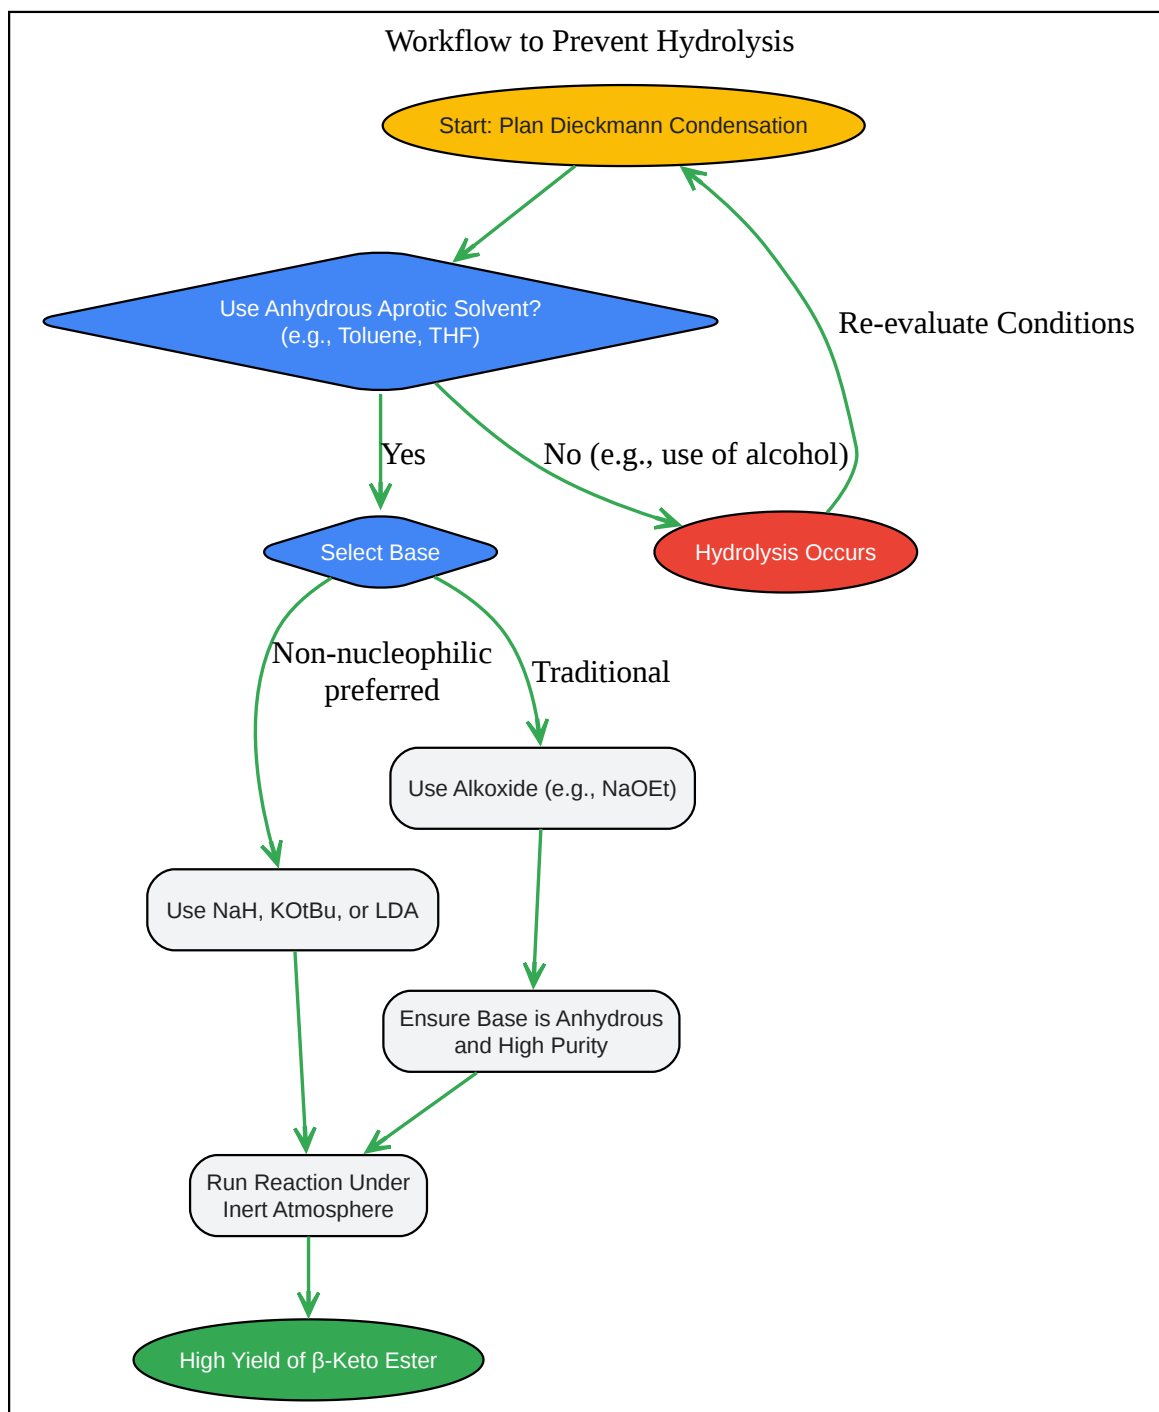 Workflow to Prevent Hydrolysis
Start: Plan Dieckmann Condensation
Use Anhydrous Aprotic Solvent?
(e.g., Toluene, THF)
Re-evaluate Conditions
Yes
No (e.g., use of alcohol)
Select Base
Hydrolysis Occurs
Non-nucleophilic
preferred
Traditional
Use Alkoxide (e.g., NaOEt)
Use NaH, KOtBu, or LDA
Ensure Base is Anhydrous
and High Purity
Run Reaction Under
Inert Atmosphere
High Yield of β-Keto Ester